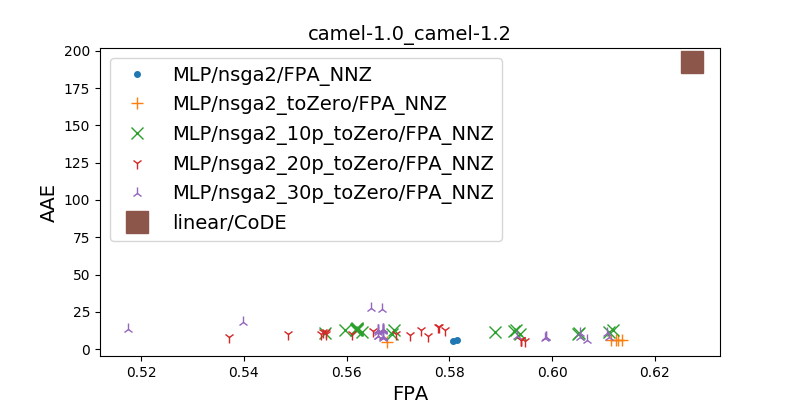 camel-1.0_camel-1.2
200
175
150
125
100
75
50
25
0
AAE
MLP/nsga2/FPA_NNZ
MLP/nsga2_toZero/FPA_NNZ
MLP/nsga2_10p_toZero/FPA_NNZ
MLP/nsga2_20p_toZero/FPA_NNZ
MLP/nsga2_30p_toZero/FPA_NNZ
linear/CoDE
0.52 0.54 0.56 0.58 0.60 0.62
FPA